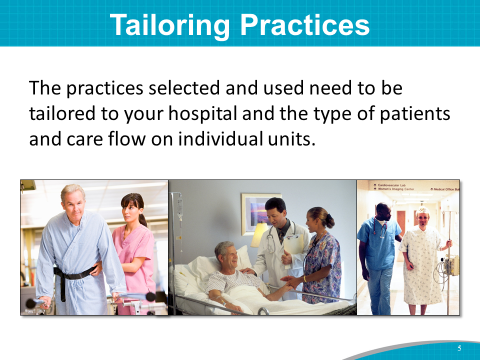 Tailoring Practices
The practices selected and used need to be
tailored to your hospital and the type of patients
and care flow on individual units.
5